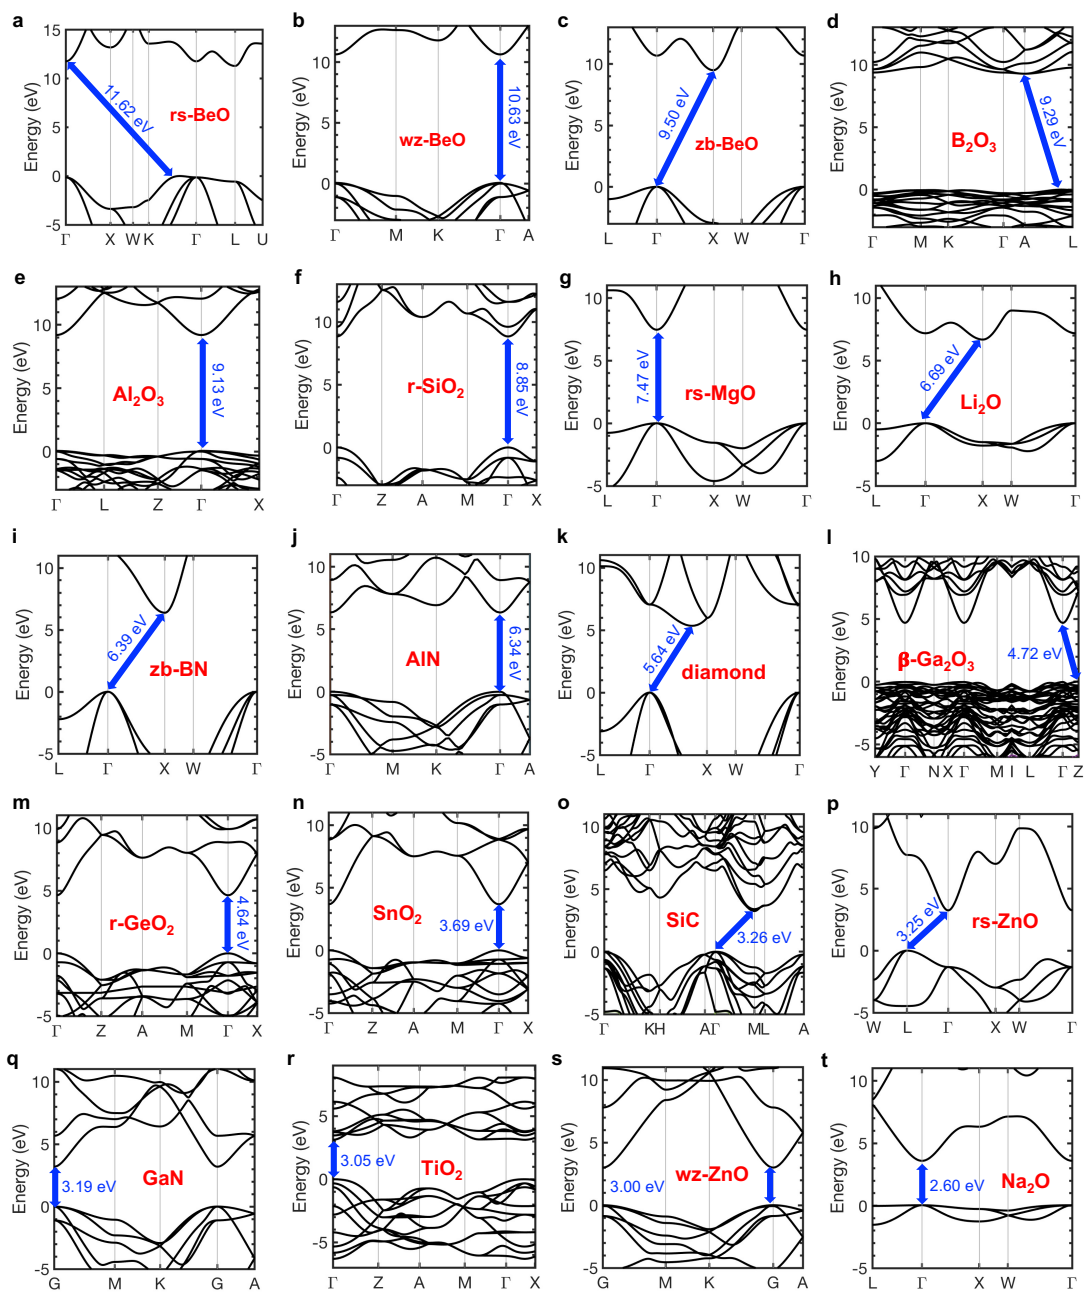 a
15
10
5
0
-5
Energy (eV)
11.62 eV
rs-BeO
Γ X W K Γ L U
b
10
5
0
Energy (eV)
10.63 eV
wz-BeO
Γ M K Γ A
c
10
5
0
Energy (eV)
9.50 eV
zb-BeO
L Γ X W Γ
d
10
5
0
Energy (eV)
9.29 eV
B2O3
Γ M K Γ A L
e
10
0
Energy (eV)
9.13 eV
Al2O3
Γ L Z Γ X
f
10
0
Energy (eV)
8.85 eV
r-SiO2
Γ Z A M Γ X
g
10
5
0
-5
Energy (eV)
7.47 eV
rs-MgO
L Γ X W Γ
h
10
5
0
-5
Energy (eV)
6.69 eV
Li2O
L Γ X W Γ
i
10
5
0
-5
Energy (eV)
6.39 eV
zb-BN
L Γ X W Γ
j
10
5
0
-5
Energy (eV)
6.34 eV
AlN
Γ M K Γ A
k
10
5
0
-5
Energy (eV)
5.64 eV
diamond
L Γ X W Γ
l
10
5
0
-5
Energy (eV)
4.72 eV
β-Ga2O3
Y Γ N X Γ M I L Γ Z
m
10
5
0
-5
Energy (eV)
4.64 eV
r-GeO2
Γ Z A M Γ X
n
10
5
0
-5
Energy (eV)
SnO2
3.69 eV
Γ Z A M Γ X
o
10
5
0
-5
Energy (eV)
SiC
3.26 eV
Γ K H A Γ M L A
p
10
5
0
-5
Energy (eV)
3.25 eV
rs-ZnO
W L Γ X W Γ
q
10
5
0
-5
Energy (eV)
3.19 eV
GaN
G M K G A
r
10
5
0
-5
Energy (eV)
3.05 eV
TiO2
Γ Z A M Γ X
s
10
5
0
-5
Energy (eV)
wz-ZnO
3.00 eV
G M K G A
t
10
5
0
-5
Energy (eV)
2.60 eV
Na2O
L Γ X W Γ